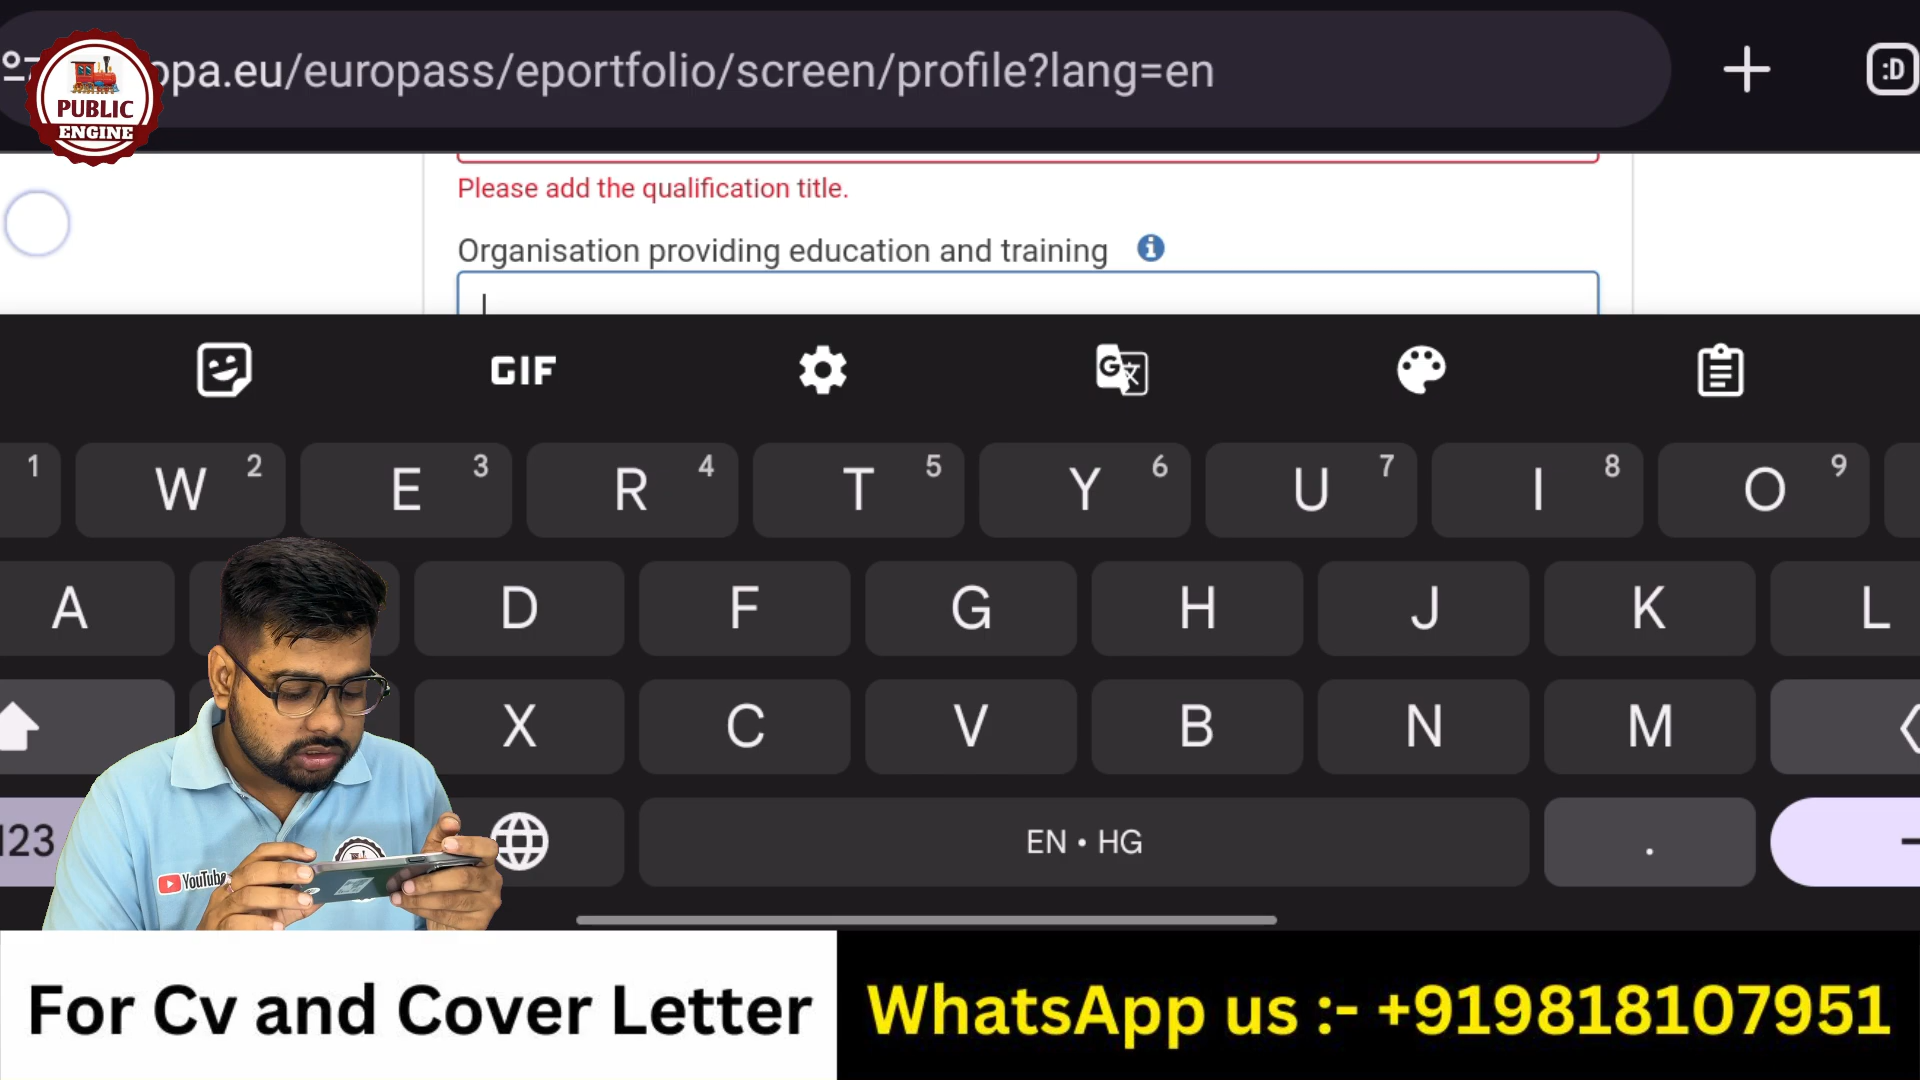 opa.eu/europass/eportfolio/screen/profile?lang=en
:D
PUBLIC
ENGINE
Please add the qualification title.
Organisation providing education and training
GIF
1 W 2 E 3 R 4 T 5 Y 6 U 7 I 8 O 9
A D F G H J K L
X C V B N M
123 EN • HG .
YouTube
For Cv and Cover Letter
WhatsApp us :- +919818107951